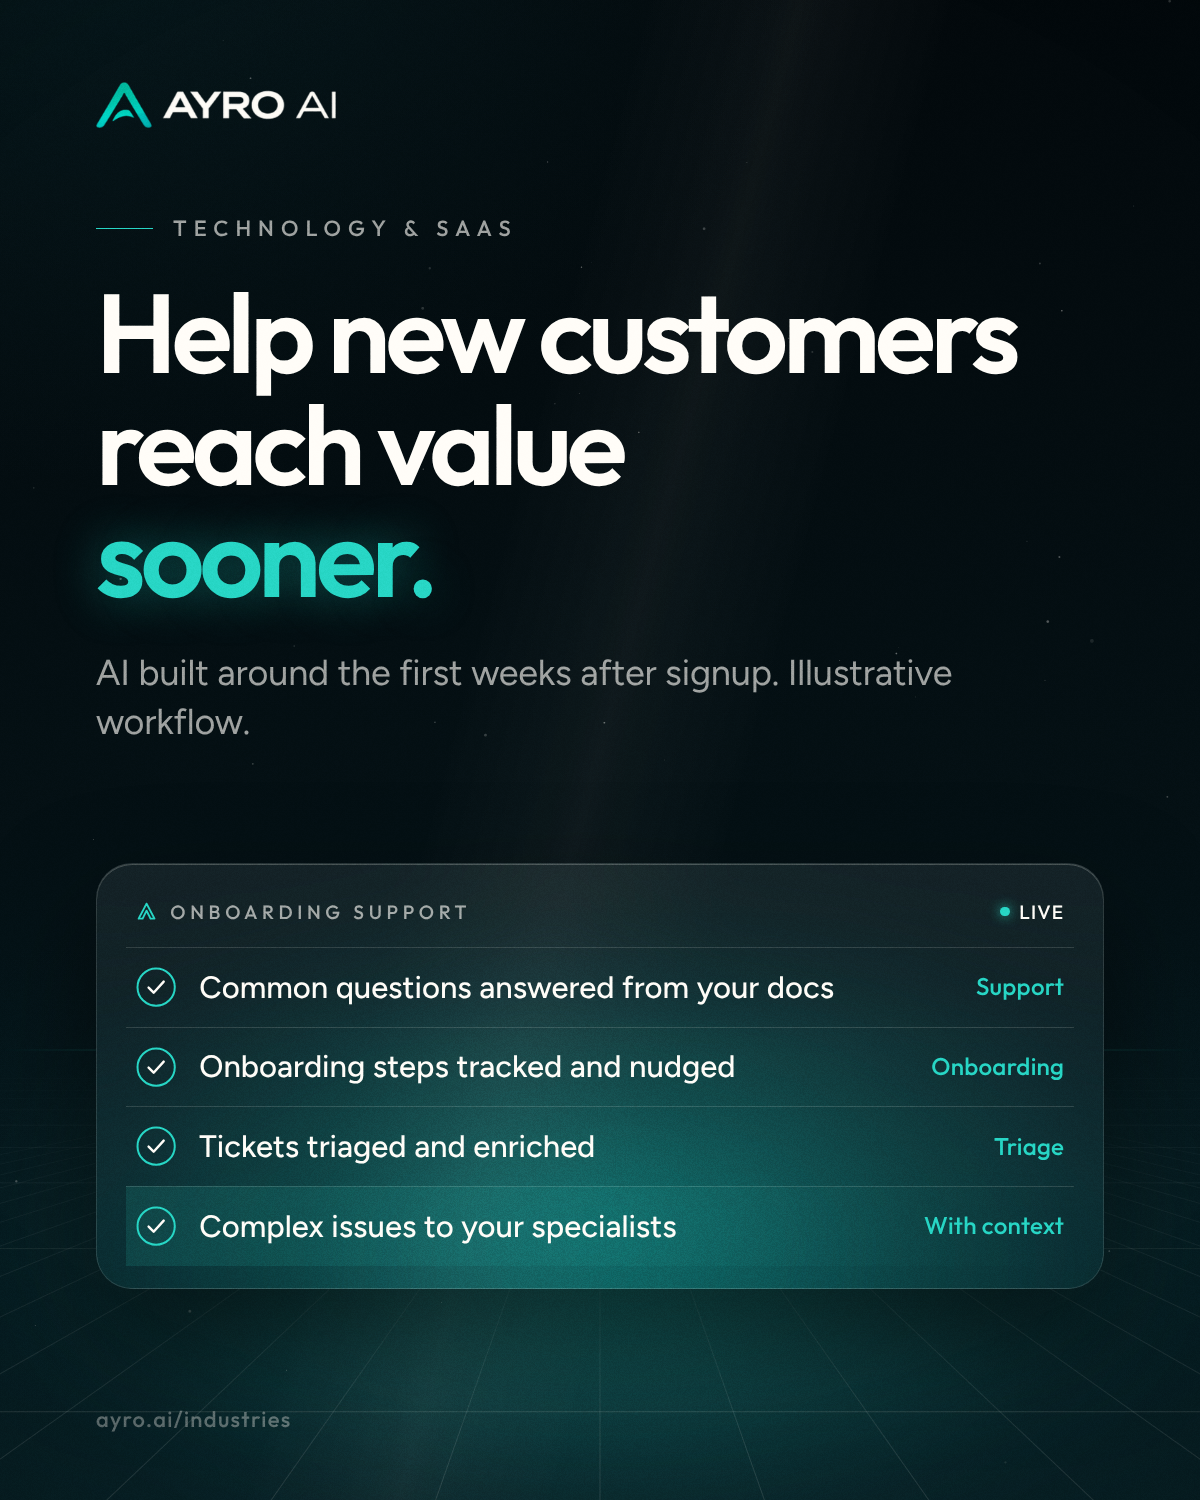 AYRO AI
TECHNOLOGY & SAAS
Help new customers
reach value
sooner.
AI built around the first weeks after signup. Illustrative
workflow.
ONBOARDING SUPPORT
LIVE
Common questions answered from your docs
Support
Onboarding steps tracked and nudged
Onboarding
Tickets triaged and enriched
Triage
Complex issues to your specialists
With context
ayro.ai/industries